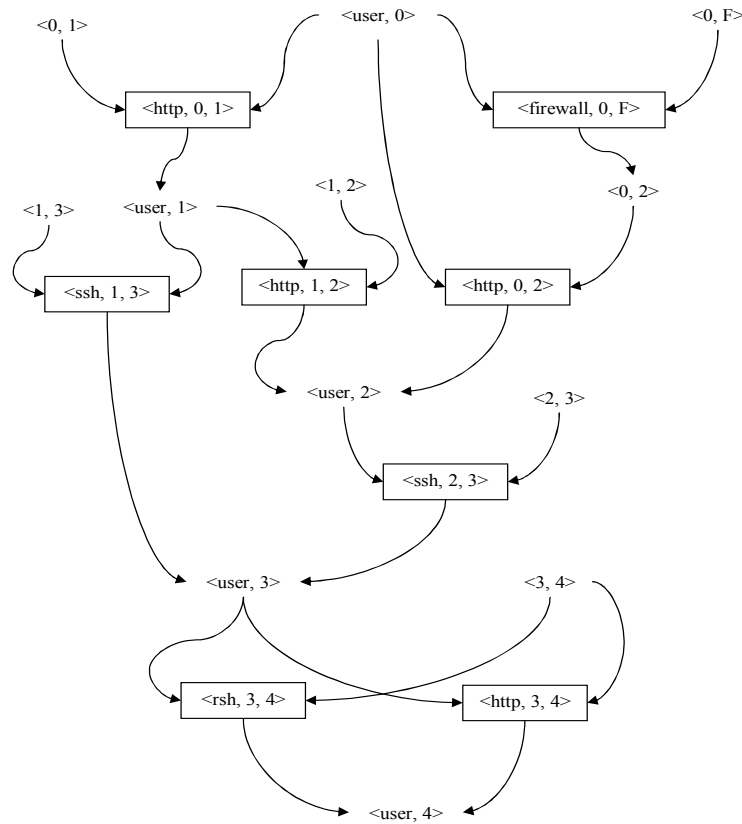 <0, 1>
<user, 0>
<0, F>
<http, 0, 1>
<firewall, 0, F>
<1, 3>
<user, 1>
<1, 2>
<0, 2>
<ssh, 1, 3>
<http, 1, 2>
<http, 0, 2>
<user, 2>
<2, 3>
<ssh, 2, 3>
<user, 3>
<3, 4>
<rsh, 3, 4>
<http, 3, 4>
<user, 4>